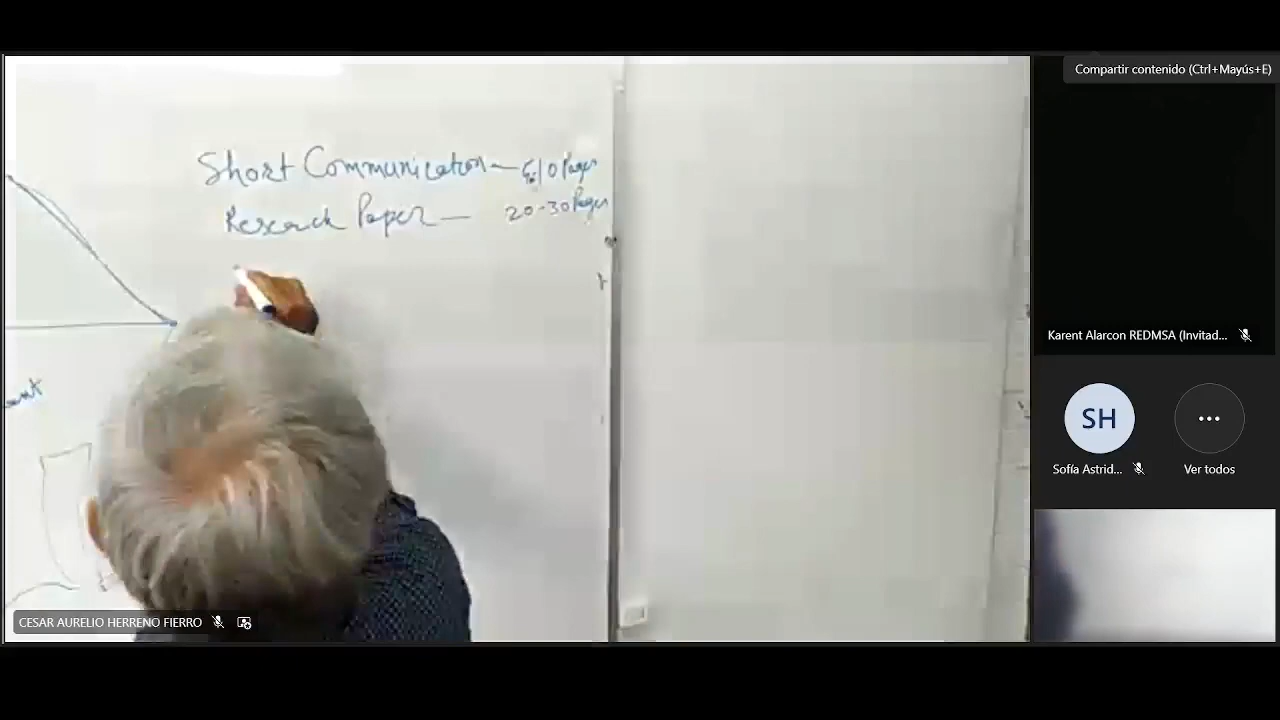 Compartir contenido (Ctrl+Mayús+E)
Short Communication — 5-10 Pages
Research Paper — 20-30 Pages
Karent Alarcon REDMSA (Invitad...
SH
Sofía Astrid...
Ver todos
CESAR AURELIO HERRENO FIERRO